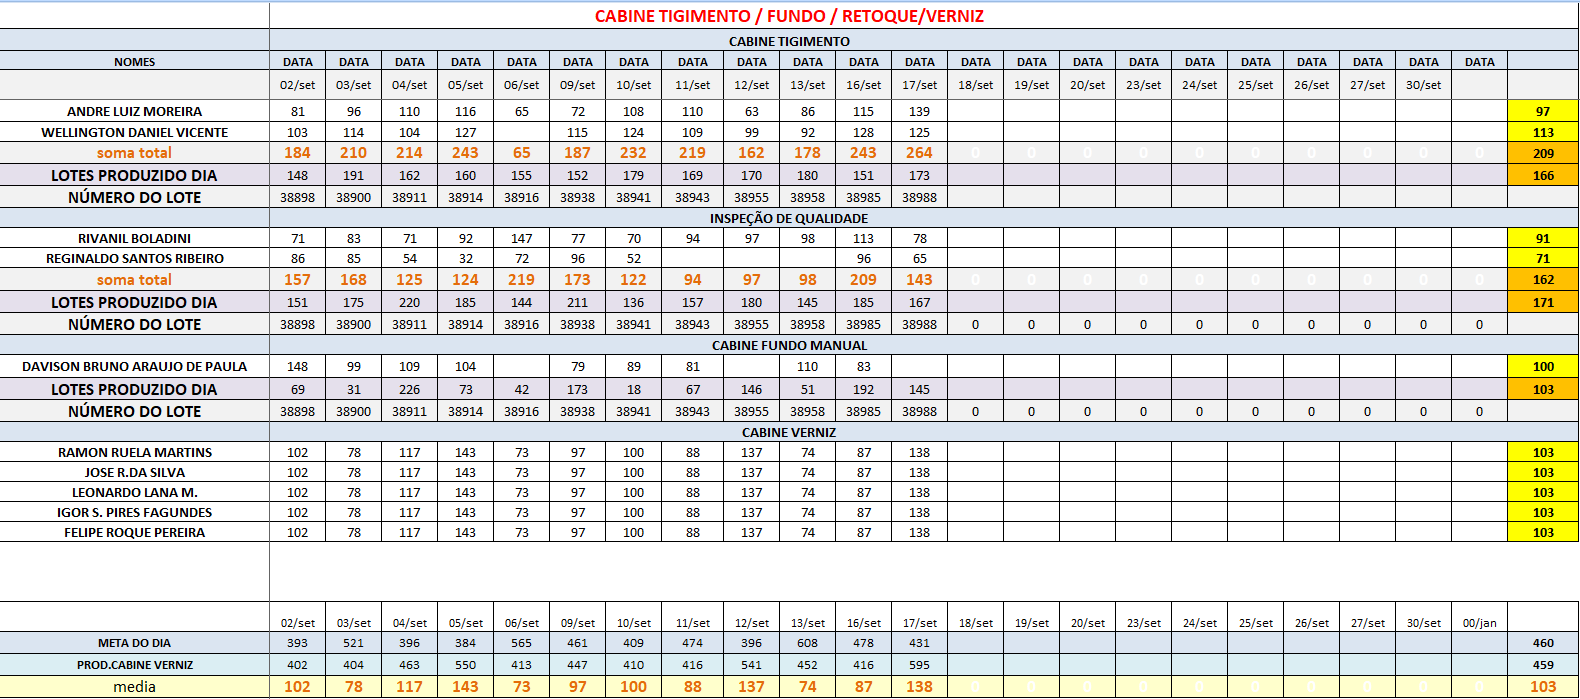 CABINE TIGIMENTO / FUNDO / RETOQUE/VERNIZ
CABINE TIGIMENTO
NOMES DATA DATA DATA DATA DATA DATA DATA DATA DATA DATA DATA DATA DATA DATA DATA DATA DATA DATA DATA DATA DATA DATA
02/set 03/set 04/set 05/set 06/set 09/set 10/set 11/set 12/set 13/set 16/set 17/set 18/set 19/set 20/set 23/set 24/set 25/set 26/set 27/set 30/set
ANDRE LUIZ MOREIRA 81 96 110 116 65 72 108 110 63 86 115 139 97
WELLINGTON DANIEL VICENTE 103 114 104 127 115 124 109 99 92 128 125 113
soma total 184 210 214 243 65 187 232 219 162 178 243 264 0 0 0 0 0 0 0 0 0 0 209
LOTES PRODUZIDO DIA 148 191 162 160 155 152 179 169 170 180 151 173 166
NÚMERO DO LOTE 38898 38900 38911 38914 38916 38938 38941 38943 38955 38958 38985 38988
INSPEÇÃO DE QUALIDADE
RIVANIL BOLADINI 71 83 71 92 147 77 70 94 97 98 113 78 91
REGINALDO SANTOS RIBEIRO 86 85 54 32 72 96 52 96 65 71
soma total 157 168 125 124 219 173 122 94 97 98 209 143 0 0 0 0 0 0 0 0 0 0 162
LOTES PRODUZIDO DIA 151 175 220 185 144 211 136 157 180 145 185 167 171
NÚMERO DO LOTE 38898 38900 38911 38914 38916 38938 38941 38943 38955 38958 38985 38988 0 0 0 0 0 0 0 0 0 0
CABINE FUNDO MANUAL
DAVISON BRUNO ARAUJO DE PAULA 148 99 109 104 79 89 81 110 83 100
LOTES PRODUZIDO DIA 69 31 226 73 42 173 18 67 146 51 192 145 103
NÚMERO DO LOTE 38898 38900 38911 38914 38916 38938 38941 38943 38955 38958 38985 38988 0 0 0 0 0 0 0 0 0 0
CABINE VERNIZ
RAMON RUELA MARTINS 102 78 117 143 73 97 100 88 137 74 87 138 103
JOSE R.DA SILVA 102 78 117 143 73 97 100 88 137 74 87 138 103
LEONARDO LANA M. 102 78 117 143 73 97 100 88 137 74 87 138 103
IGOR S. PIRES FAGUNDES 102 78 117 143 73 97 100 88 137 74 87 138 103
FELIPE ROQUE PEREIRA 102 78 117 143 73 97 100 88 137 74 87 138 103
02/set 03/set 04/set 05/set 06/set 09/set 10/set 11/set 12/set 13/set 16/set 17/set 18/set 19/set 20/set 23/set 24/set 25/set 26/set 27/set 30/set 00/jan
META DO DIA 393 521 396 384 565 461 409 474 396 608 478 431 460
PROD.CABINE VERNIZ 402 404 463 550 413 447 410 416 541 452 416 595 459
media 102 78 117 143 73 97 100 88 137 74 87 138 0 0 0 0 0 0 0 0 0 0 103